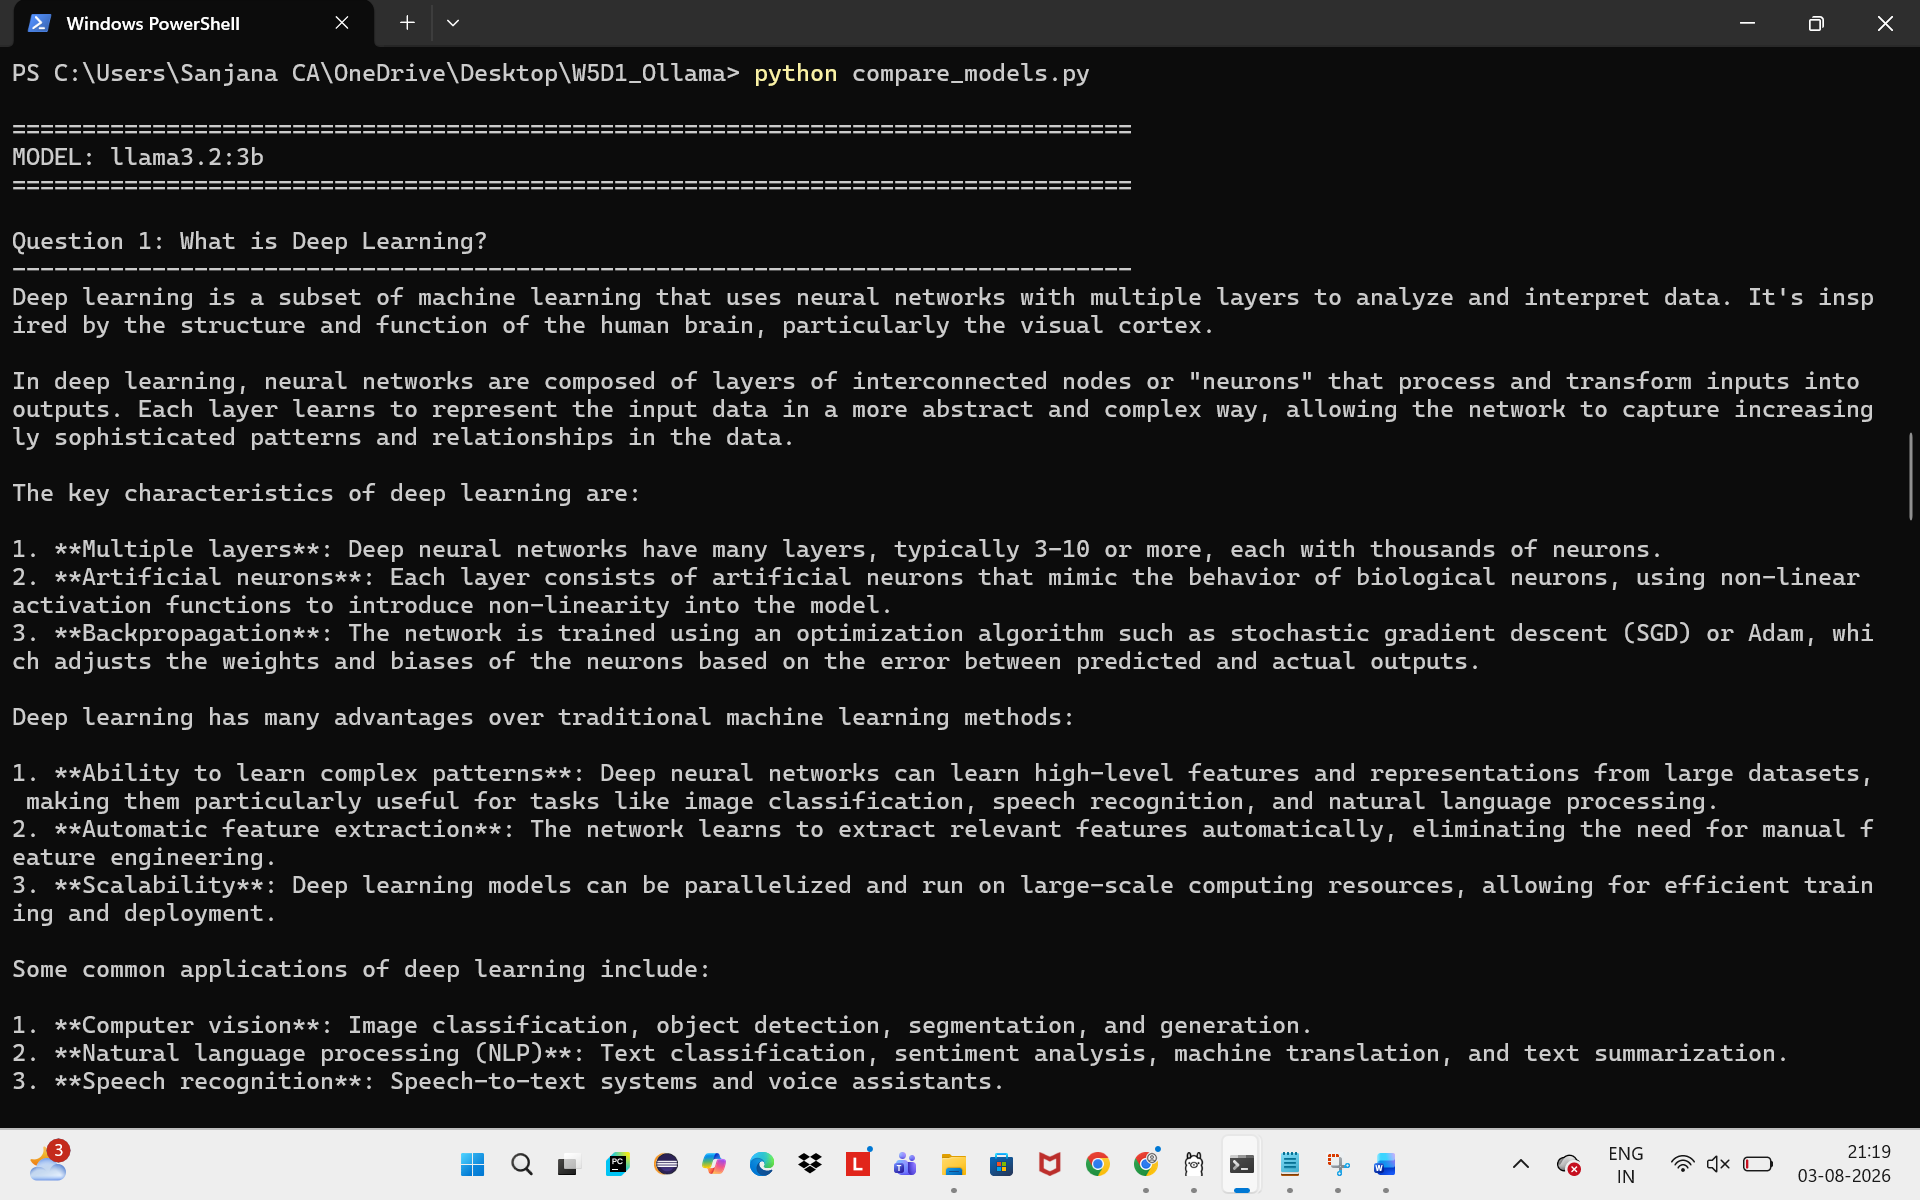 Windows PowerShell
PS C:\Users\Sanjana CA\OneDrive\Desktop\W5D1_Ollama> python compare_models.py
================================================================================
MODEL: llama3.2:3b
================================================================================
Question 1: What is Deep Learning?
--------------------------------------------------------------------------------
Deep learning is a subset of machine learning that uses neural networks with multiple layers to analyze and interpret data. It's insp
ired by the structure and function of the human brain, particularly the visual cortex.
In deep learning, neural networks are composed of layers of interconnected nodes or "neurons" that process and transform inputs into
outputs. Each layer learns to represent the input data in a more abstract and complex way, allowing the network to capture increasing
ly sophisticated patterns and relationships in the data.
The key characteristics of deep learning are:
1. **Multiple layers**: Deep neural networks have many layers, typically 3-10 or more, each with thousands of neurons.
2. **Artificial neurons**: Each layer consists of artificial neurons that mimic the behavior of biological neurons, using non-linear
activation functions to introduce non-linearity into the model.
3. **Backpropagation**: The network is trained using an optimization algorithm such as stochastic gradient descent (SGD) or Adam, whi
ch adjusts the weights and biases of the neurons based on the error between predicted and actual outputs.
Deep learning has many advantages over traditional machine learning methods:
1. **Ability to learn complex patterns**: Deep neural networks can learn high-level features and representations from large datasets,
making them particularly useful for tasks like image classification, speech recognition, and natural language processing.
2. **Automatic feature extraction**: The network learns to extract relevant features automatically, eliminating the need for manual f
eature engineering.
3. **Scalability**: Deep learning models can be parallelized and run on large-scale computing resources, allowing for efficient train
ing and deployment.
Some common applications of deep learning include:
1. **Computer vision**: Image classification, object detection, segmentation, and generation.
2. **Natural language processing (NLP)**: Text classification, sentiment analysis, machine translation, and text summarization.
3. **Speech recognition**: Speech-to-text systems and voice assistants.
3
PC
L
T
W
ENG
IN
21:19
03-08-2026